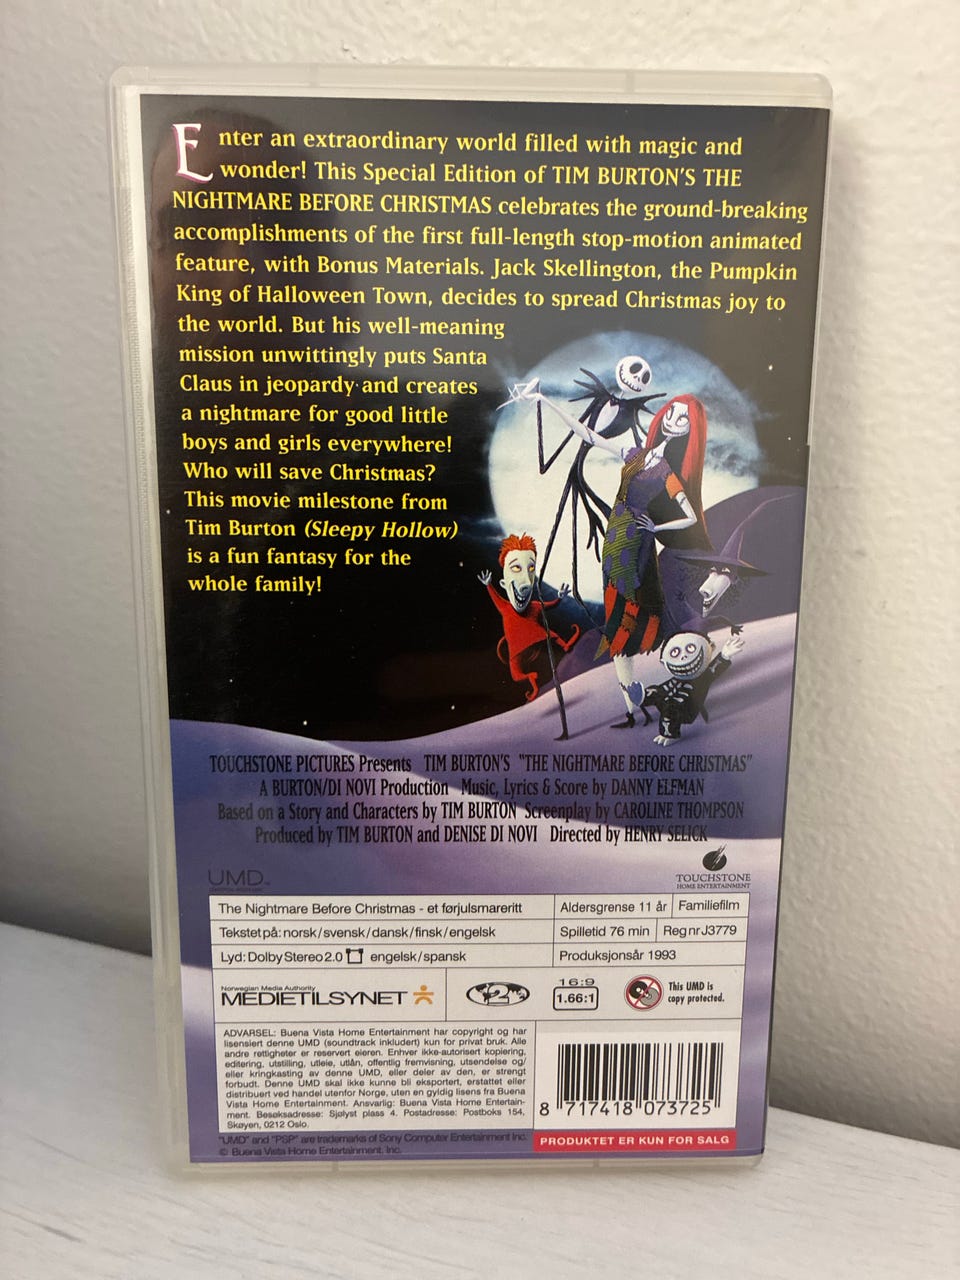 Enter an extraordinary world filled with magic and
wonder! This Special Edition of TIM BURTON'S THE
NIGHTMARE BEFORE CHRISTMAS celebrates the ground-breaking
accomplishments of the first full-length stop-motion animated
feature, with Bonus Materials. Jack Skellington, the Pumpkin
King of Halloween Town, decides to spread Christmas joy to
the world. But his well-meaning
mission unwittingly puts Santa
Claus in jeopardy and creates
a nightmare for good little
boys and girls everywhere!
Who will save Christmas?
This movie milestone from
Tim Burton (Sleepy Hollow)
is a fun fantasy for the
whole family!
TOUCHSTONE PICTURES Presents TIM BURTON'S "THE NIGHTMARE BEFORE CHRISTMAS"
A BURTON/DI NOVI Production Music, Lyrics & Score by DANNY ELFMAN
Based on a Story and Characters by TIM BURTON Screenplay by CAROLINE THOMPSON
Produced by TIM BURTON and DENISE DI NOVI Directed by HENRY SELICK
UMD™
TOUCHSTONE
HOME ENTERTAINMENT
The Nightmare Before Christmas - et førjulsmareritt Aldersgrense 11 år Familiefilm
Tekstet på: norsk/svensk/dansk/finsk/engelsk Spilletid 76 min Reg nr J3779
Lyd: Dolby Stereo 2.0 engelsk/spansk Produksjonsår 1993
Norwegian Media Authority
MEDIETILSYNET
2
16:9
1.66:1
This UMD is
copy protected.
ADVARSEL: Buena Vista Home Entertainment har copyright og har
lisensiert denne UMD (soundtrack inkludert) kun for privat bruk. Alle
andre rettigheter er reservert eieren. Enhver ikke-autorisert kopiering,
editering, utstilling, utleie, utlån, offentlig fremvisning, utsendelse og/
eller kringkasting av denne UMD, eller deler av den, er strengt
forbudt. Denne UMD skal ikke kunne bli eksportert, erstattet eller
distribuert ved handel utenfor Norge, uten en gyldig lisens fra Buena
Vista Home Entertainment. Ansvarlig: Buena Vista Home Entertain-
ment. Besøksadresse: Sjølyst plass 4. Postadresse: Postboks 154,
Skøyen, 0212 Oslo.
8 717418 073725
PRODUKTET ER KUN FOR SALG
"UMD" and "PSP" are trademarks of Sony Computer Entertainment Inc.
© Buena Vista Home Entertainment, Inc.